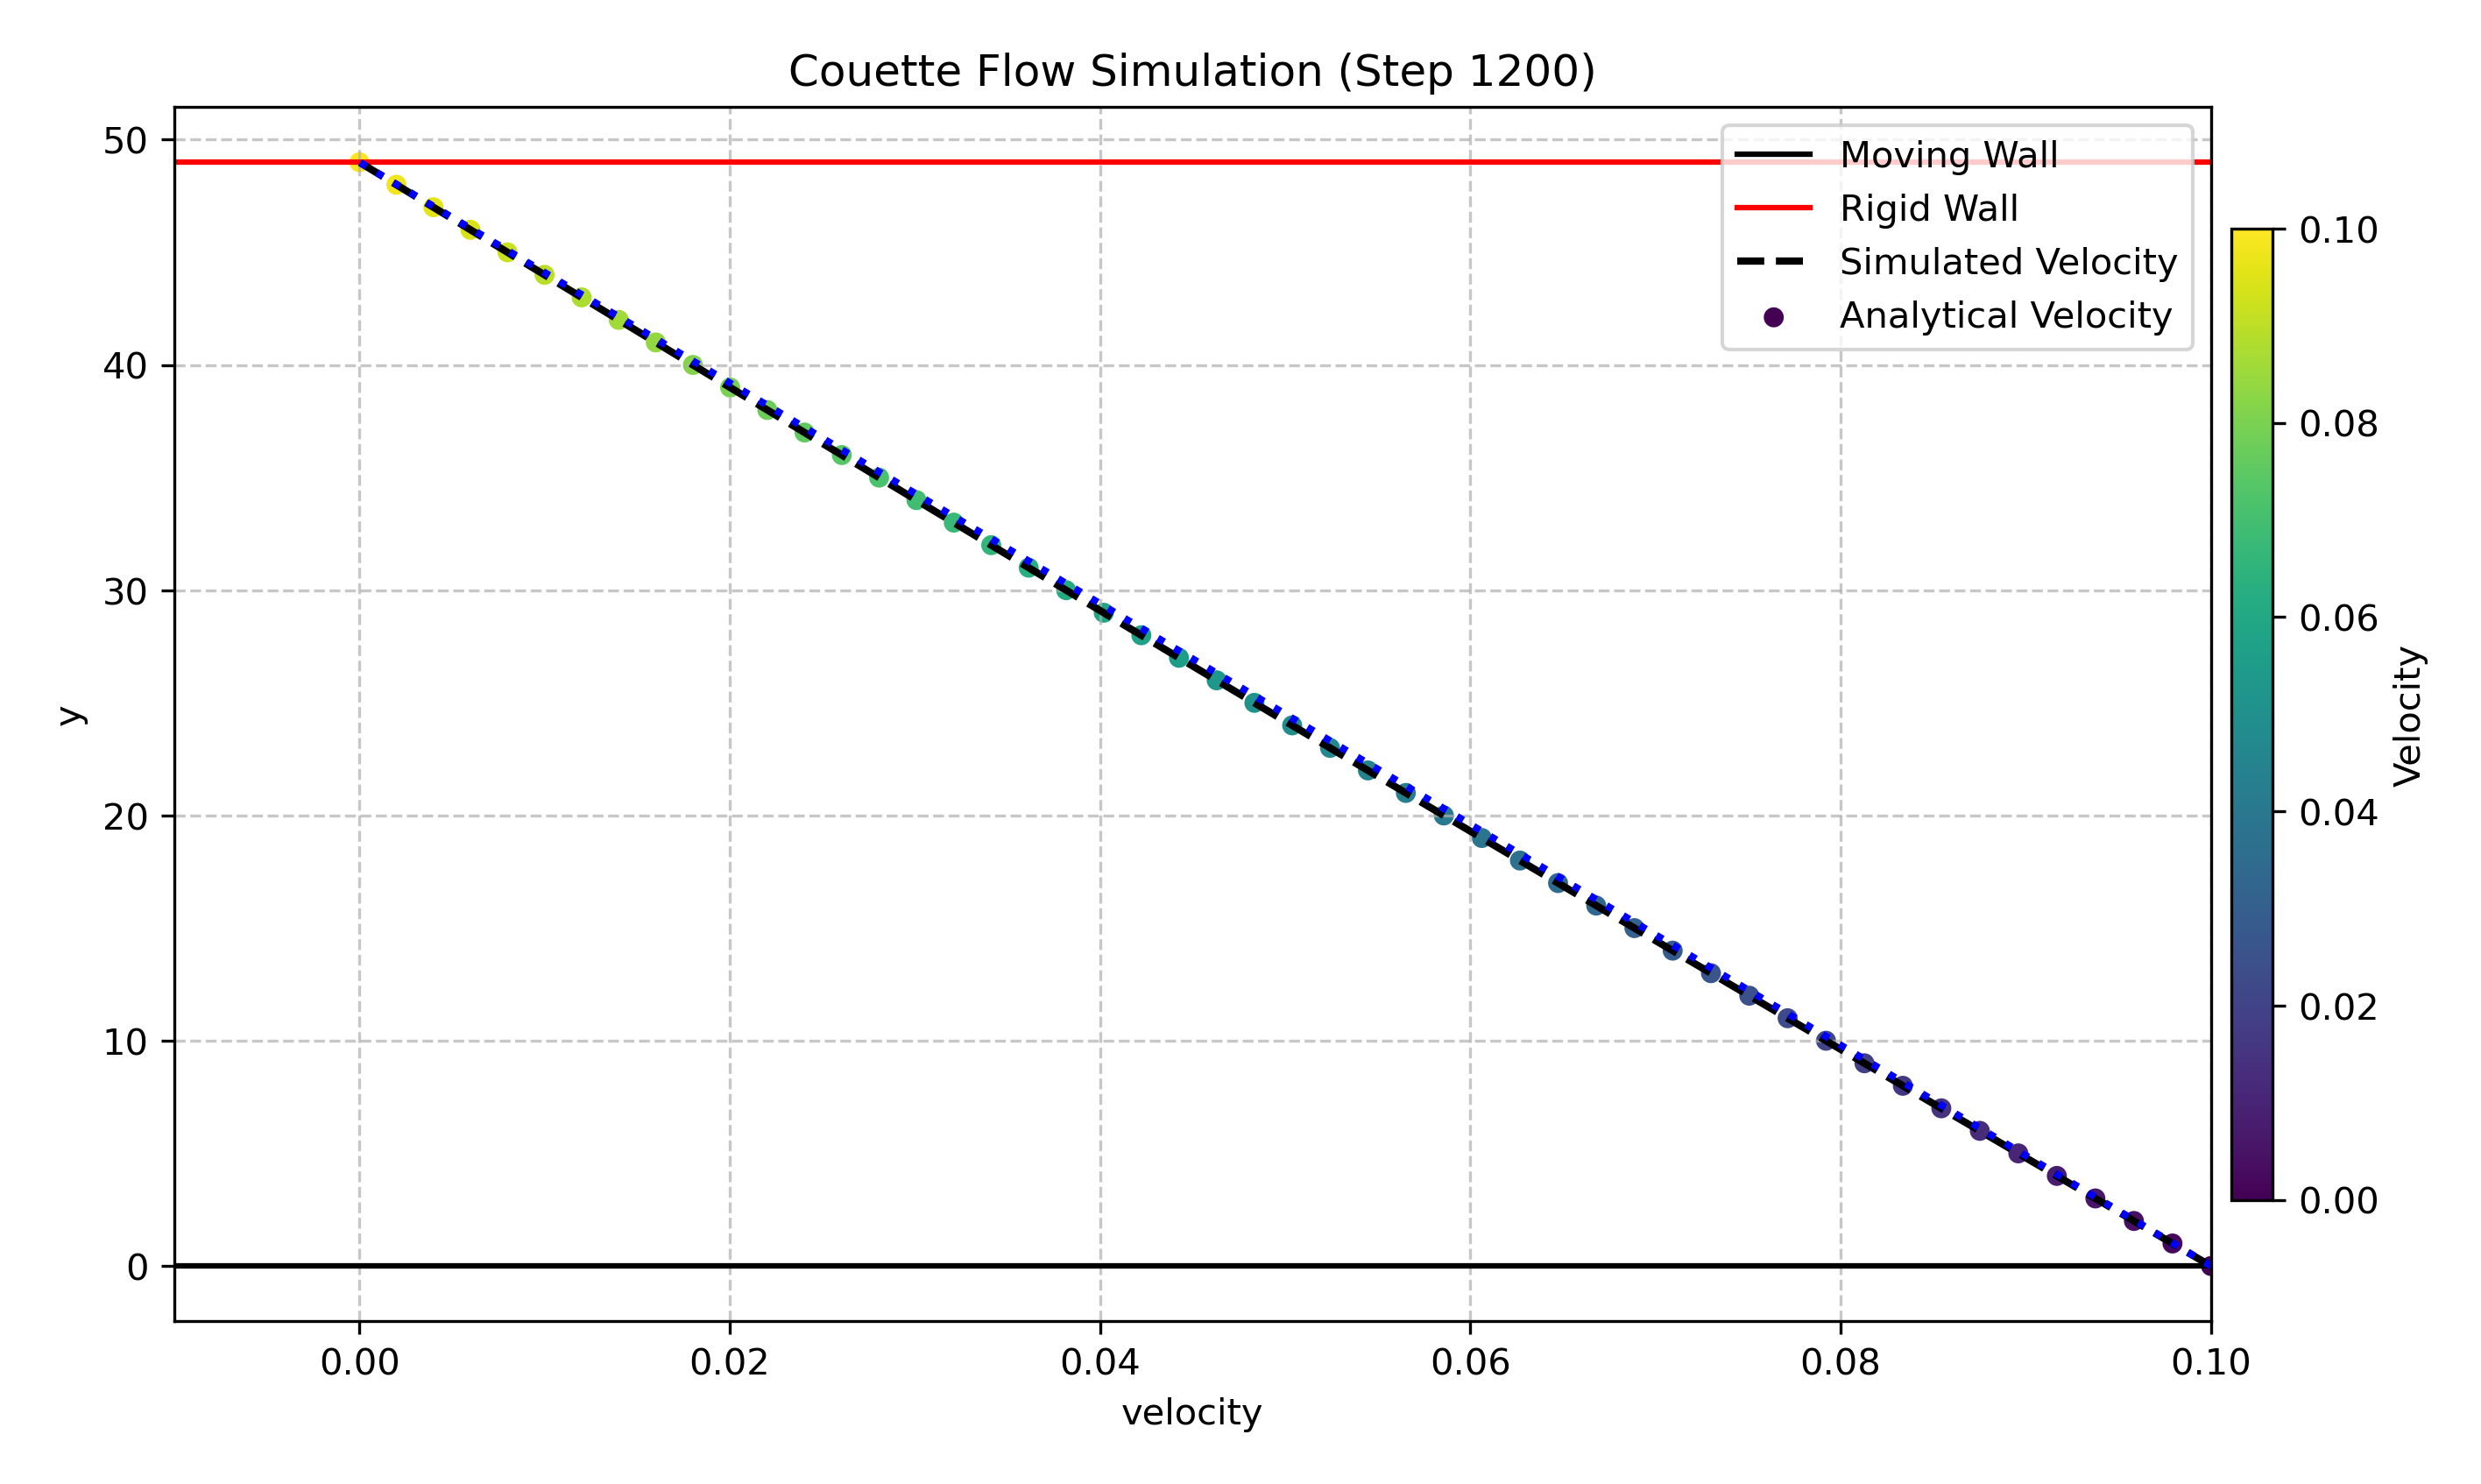 Couette Flow Simulation (Step 1200)
50
40
30
20
10
0
y
Moving Wall
Rigid Wall
Simulated Velocity
Analytical Velocity
0.10
0.08
0.06
0.04
0.02
0.00
Velocity
0.00 0.02 0.04 0.06 0.08 0.10
velocity